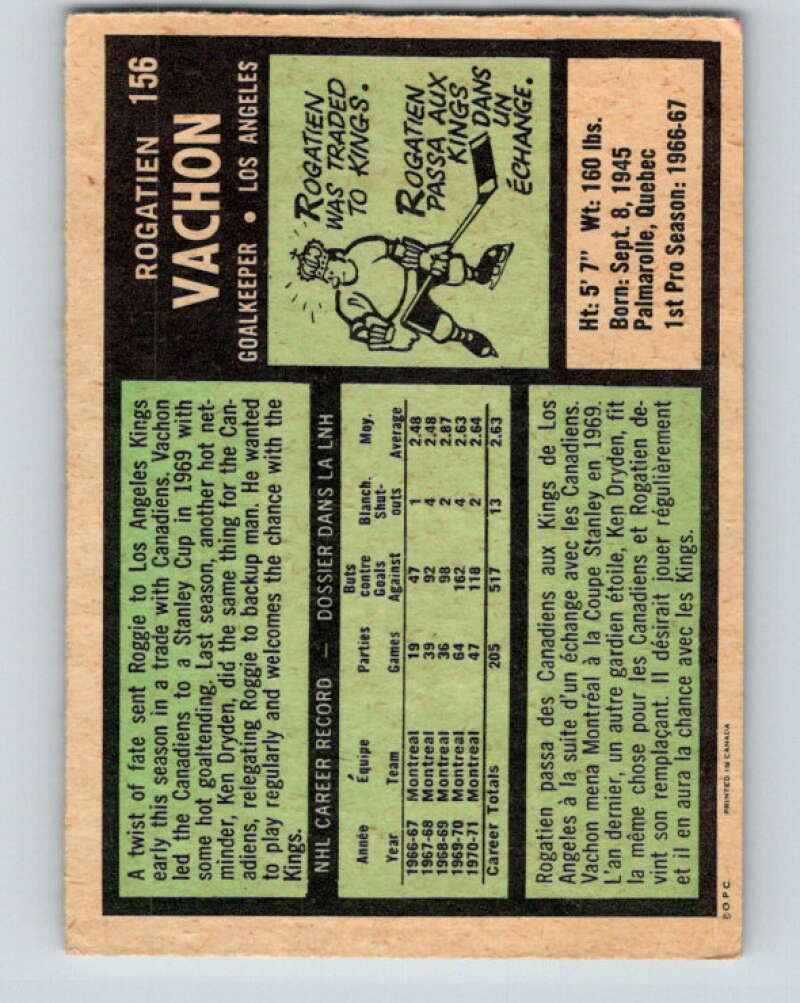 ROGATIEN 156
VACHON
GOALKEEPER • LOS ANGELES
A twist of fate sent Roggie to Los Angeles Kings
early this season in a trade with Canadiens. Vachon
led the Canadiens to a Stanley Cup in 1969 with
some hot goaltending. Last season, another hot net-
minder, Ken Dryden, did the same thing for the Can-
adiens, relegating Roggie to backup man. He wanted
to play regularly and welcomes the chance with the
Kings.
ROGATIEN
WAS TRADED
TO KINGS.
ROGATIEN
PASSA AUX
KINGS
DANS
UN
ÉCHANGE.
NHL CAREER RECORD — DOSSIER DANS LA LNH
Année Équipe Parties Buts contre Blanch. Moy.
Year Team Games Goals Against Shut-outs Average
1966-67 Montreal 19 47 1 2.48
1967-68 Montreal 39 92 4 2.48
1968-69 Montreal 36 98 2 2.87
1969-70 Montreal 64 162 4 2.63
1970-71 Montreal 47 118 2 2.64
Career Totals 205 517 13 2.63
Ht: 5' 7" Wt: 160 lbs.
Born: Sept. 8, 1945
Palmarolle, Quebec
1st Pro Season: 1966-67
Rogatien passa des Canadiens aux Kings de Los
Angeles à la suite d'un échange avec les Canadiens.
Vachon mena Montréal à la Coupe Stanley en 1969.
L'an dernier, un autre gardien étoile, Ken Dryden, fit
la même chose pour les Canadiens et Rogatien de-
vint son remplaçant. Il désirait jouer régulièrement
et il en aura la chance avec les Kings.
© O.P.C. PRINTED IN CANADA